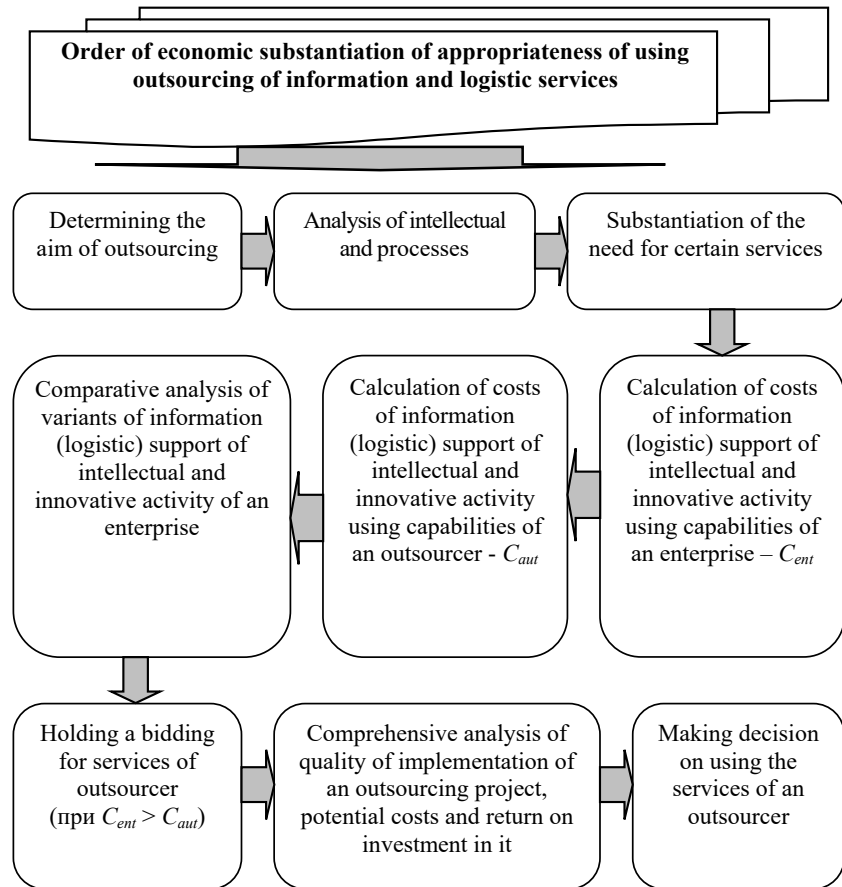 Order of economic substantiation of appropriateness of using
outsourcing of information and logistic services
Determining the
aim of outsourcing
Analysis of intellectual
and processes
Substantiation of the
need for certain services
Calculation of costs
of information
(logistic) support of
intellectual and
innovative activity
using capabilities of
an enterprise – C_ent
Calculation of costs
of information
(logistic) support of
intellectual and
innovative activity
using capabilities of
an outsourcer - C_aut
Comparative analysis of
variants of information
(logistic) support of
intellectual and
innovative activity of an
enterprise
Holding a bidding
for services of
outsourcer
(при C_ent > C_aut)
Comprehensive analysis of
quality of implementation of
an outsourcing project,
potential costs and return on
investment in it
Making decision
on using the
services of an
outsourcer